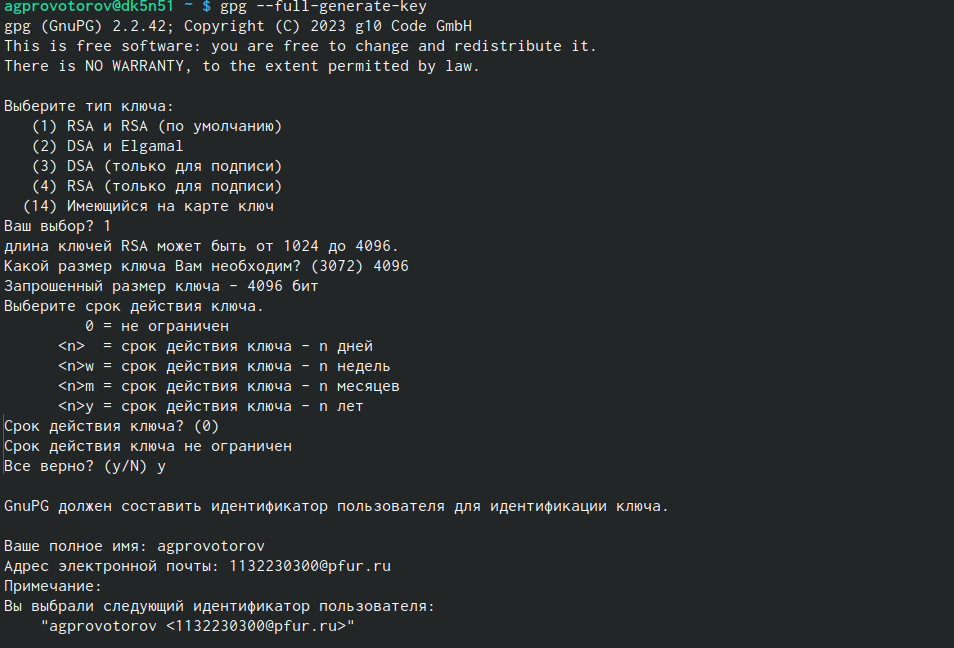 agprovotorov@dk5n51 ~ $ gpg --full-generate-key
gpg (GnuPG) 2.2.42; Copyright (C) 2023 g10 Code GmbH
This is free software: you are free to change and redistribute it.
There is NO WARRANTY, to the extent permitted by law.

Выберите тип ключа:
   (1) RSA и RSA (по умолчанию)
   (2) DSA и Elgamal
   (3) DSA (только для подписи)
   (4) RSA (только для подписи)
  (14) Имеющийся на карте ключ
Ваш выбор? 1
длина ключей RSA может быть от 1024 до 4096.
Какой размер ключа Вам необходим? (3072) 4096
Запрошенный размер ключа - 4096 бит
Выберите срок действия ключа.
         0 = не ограничен
      <n>  = срок действия ключа - n дней
      <n>w = срок действия ключа - n недель
      <n>m = срок действия ключа - n месяцев
      <n>y = срок действия ключа - n лет
Срок действия ключа? (0)
Срок действия ключа не ограничен
Все верно? (y/N) y

GnuPG должен составить идентификатор пользователя для идентификации ключа.

Ваше полное имя: agprovotorov
Адрес электронной почты: 1132230300@pfur.ru
Примечание:
Вы выбрали следующий идентификатор пользователя:
    "agprovotorov <1132230300@pfur.ru>"